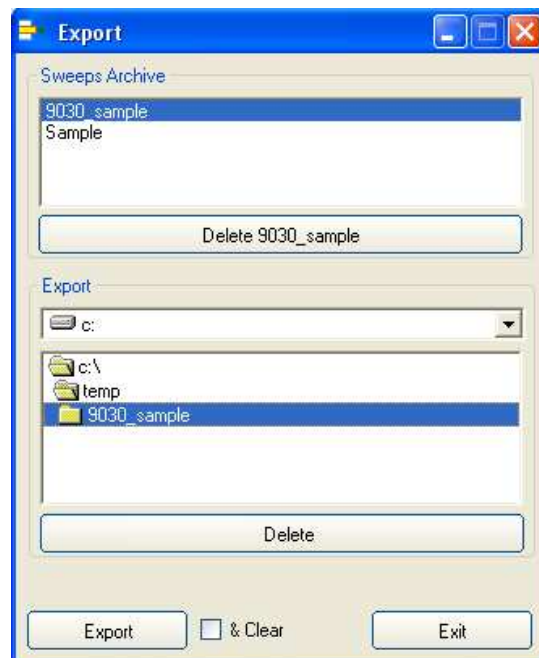 Export
Sweeps Archive
9030_sample
Sample
Delete 9030_sample
Export
c:
c:\
temp
9030_sample
Delete
Export
& Clear
Exit